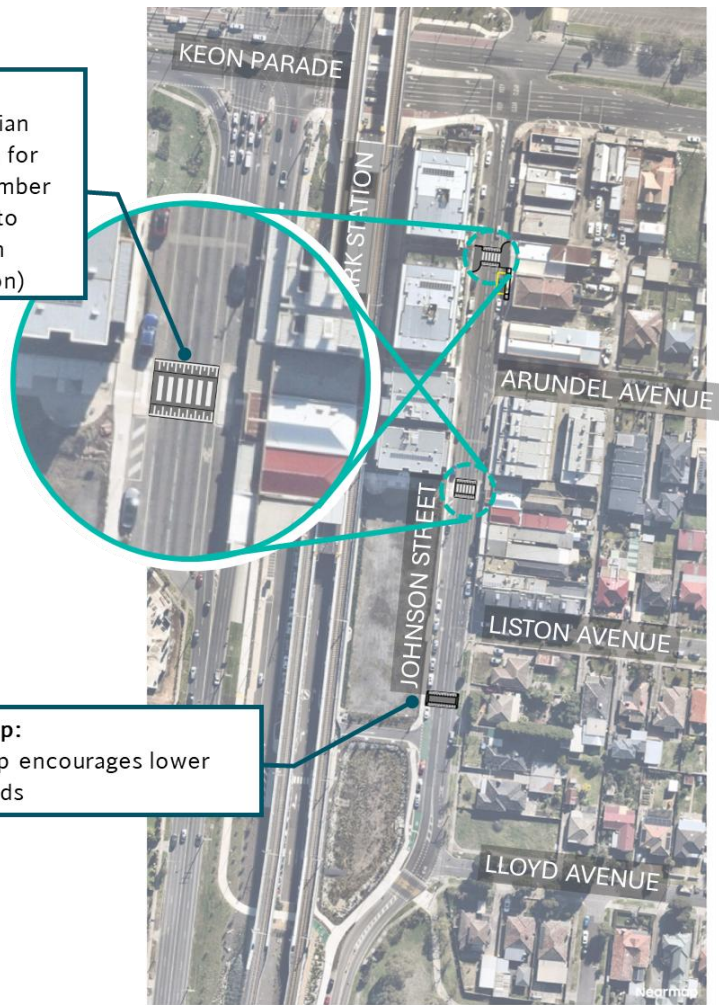 KEON PARADE
ian
for
mber
to
n
on)
RK STATION
ARUNDEL AVENUE
JOHNSON STREET
LISTON AVENUE
p:
p encourages lower
ds
LLOYD AVENUE
Nearmap